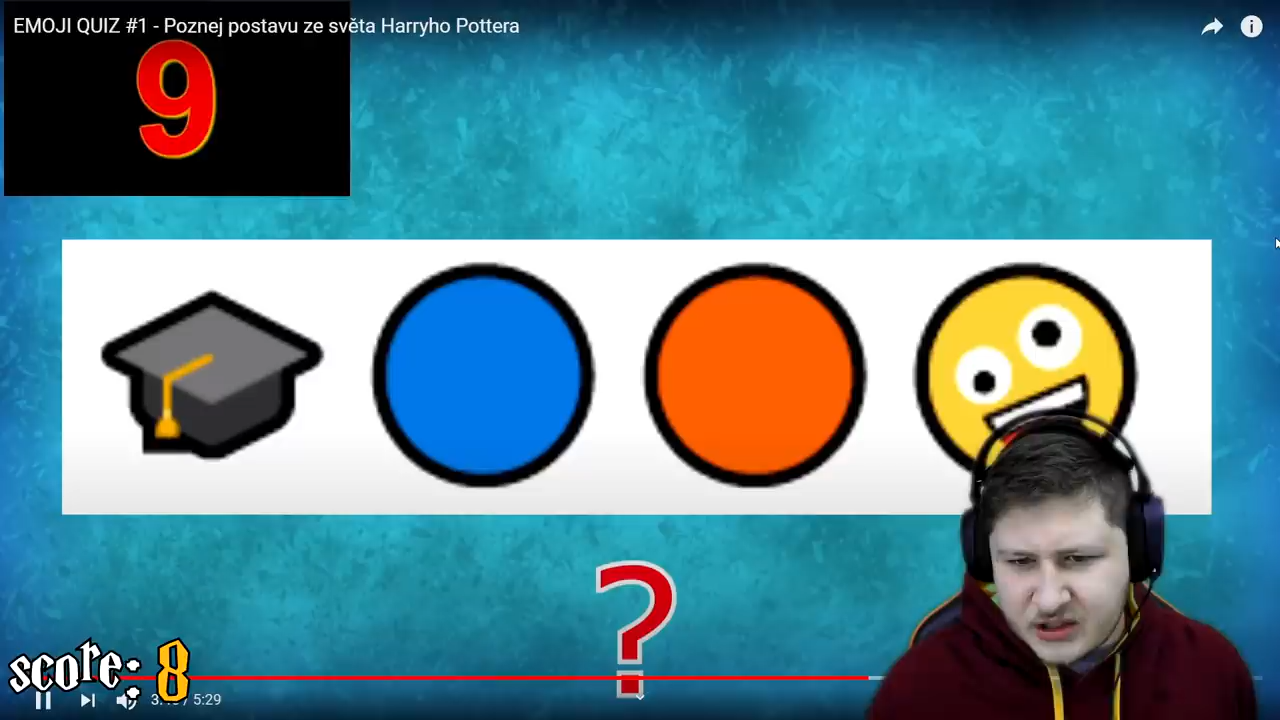 EMOJI QUIZ #1 - Poznej postavu ze světa Harryho Pottera
9
?
score: 8
5:29